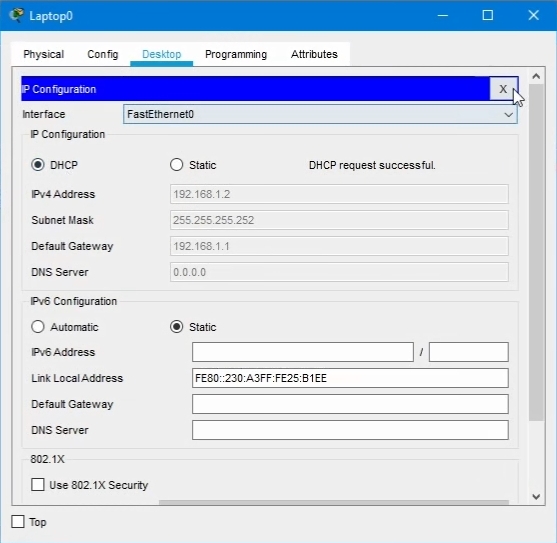 Laptop0
Physical Config Desktop Programming Attributes
IP Configuration X
Interface FastEthernet0
IP Configuration
DHCP Static DHCP request successful.
IPv4 Address 192.168.1.2
Subnet Mask 255.255.255.252
Default Gateway 192.168.1.1
DNS Server 0.0.0.0
IPv6 Configuration
Automatic Static
IPv6 Address /
Link Local Address FE80::230:A3FF:FE25:B1EE
Default Gateway
DNS Server
802.1X
Use 802.1X Security
Top